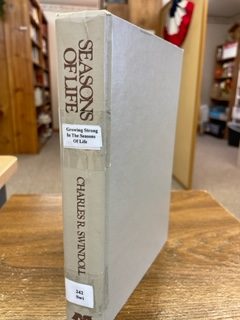 SEASONS
OF LIFE
Growing Strong
In The Seasons
Of Life
CHARLES R. SWINDOLL
242
Swi